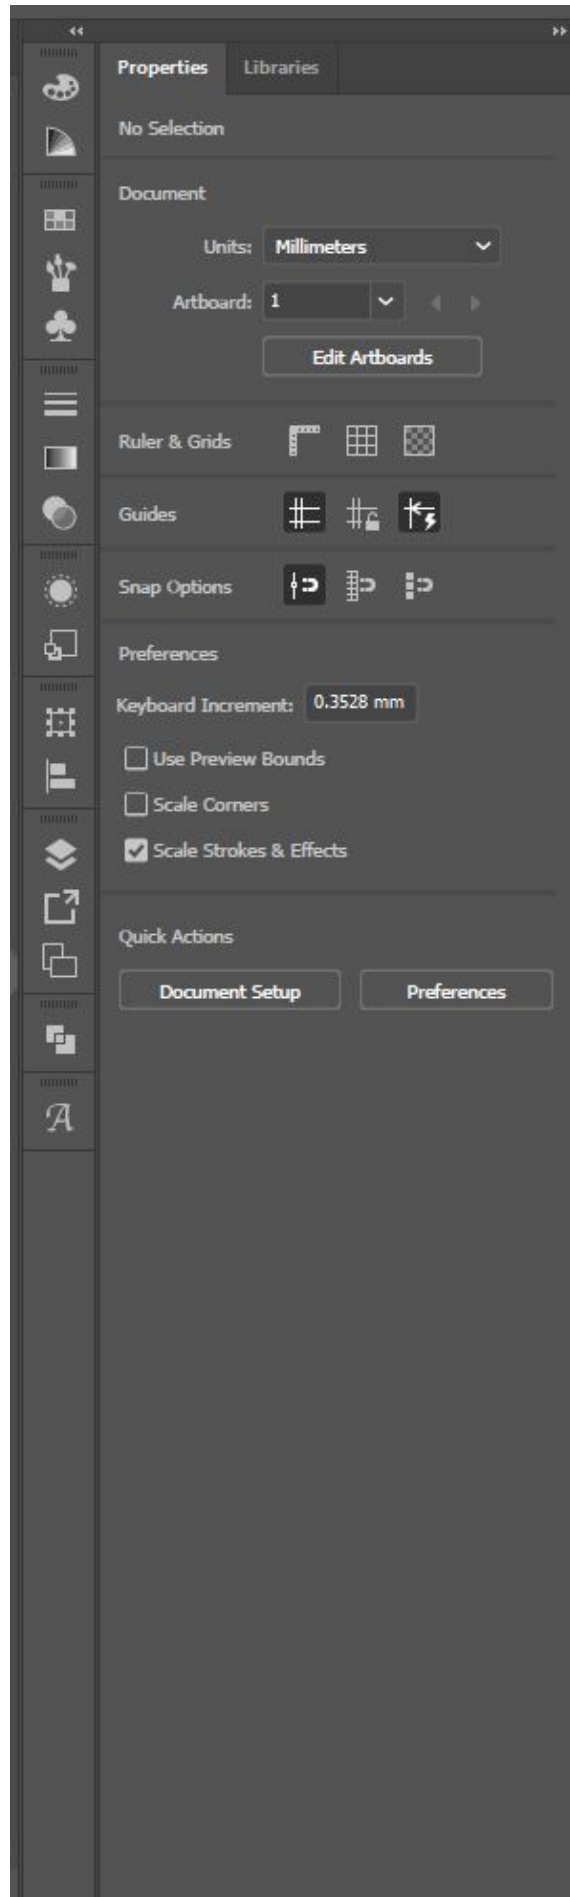 Properties Libraries
No Selection
Document
Units: Millimeters
Artboard: 1
Edit Artboards
Ruler & Grids
Guides
Snap Options
Preferences
Keyboard Increment: 0.3528 mm
Use Preview Bounds
Scale Corners
Scale Strokes & Effects
Quick Actions
Document Setup Preferences